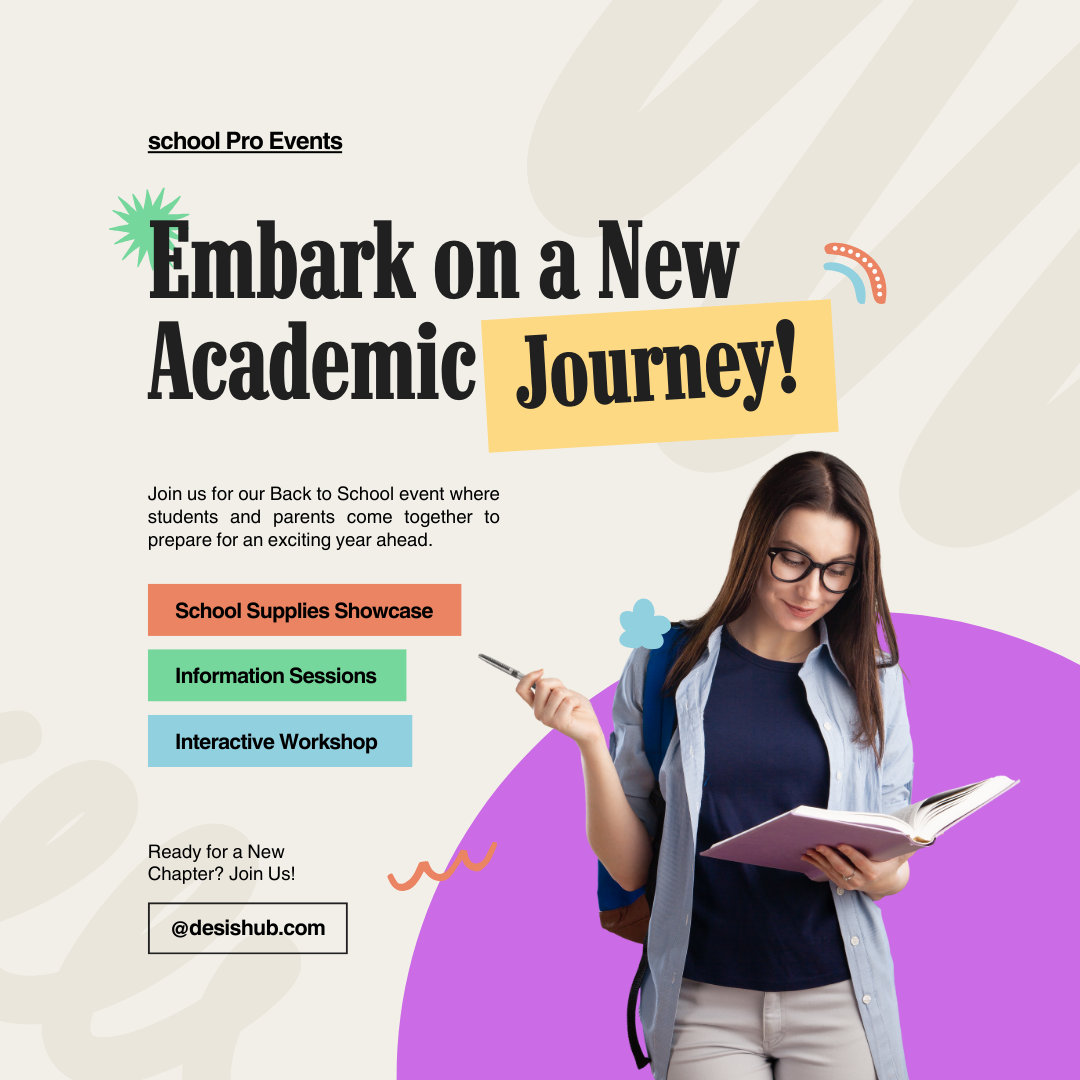 school Pro Events
Embark on a New
Academic Journey!
Join us for our Back to School event where
students and parents come together to
prepare for an exciting year ahead.
School Supplies Showcase
Information Sessions
Interactive Workshop
Ready for a New
Chapter? Join Us!
@desishub.com